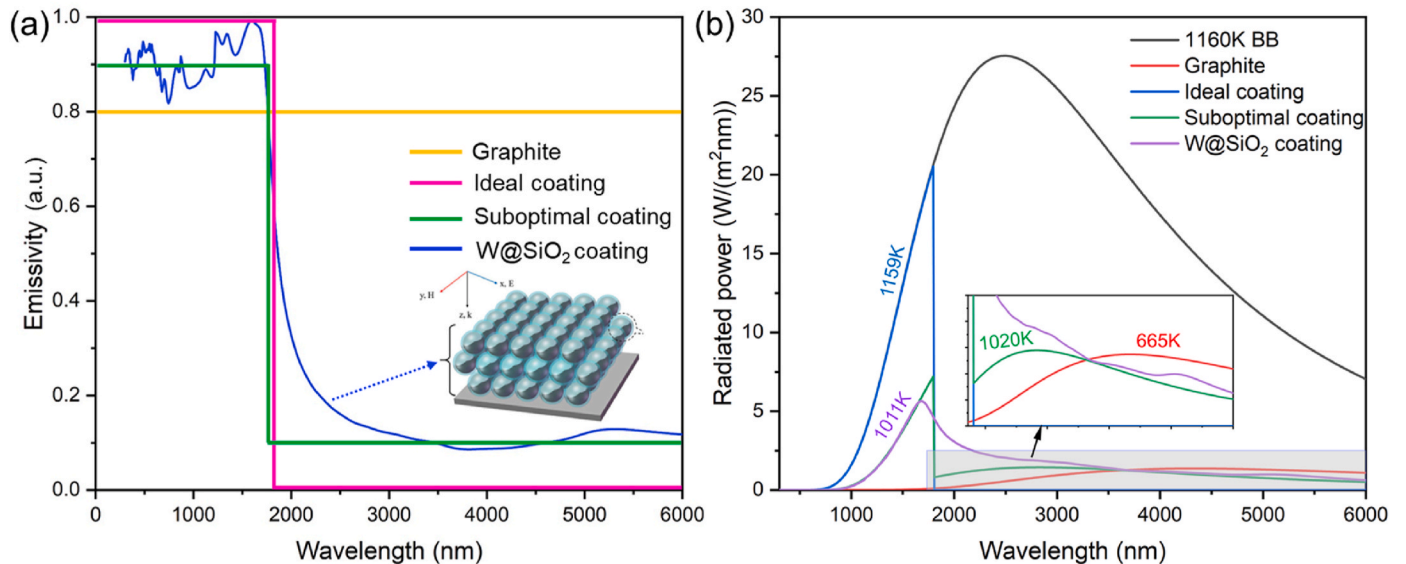 (a)
1.0
0.8
0.6
0.4
0.2
0.0
Emissivity (a.u.)
0
1000
2000
3000
4000
5000
6000
Wavelength (nm)
Graphite
Ideal coating
Suboptimal coating
W@SiO₂ coating
x, E
y, H
z, k
(b)
30
25
20
15
10
5
0
Radiated power (W/(m²nm))
1000
2000
3000
4000
5000
6000
Wavelength (nm)
1160K BB
Graphite
Ideal coating
Suboptimal coating
W@SiO₂ coating
1159K
1011K
1020K
665K